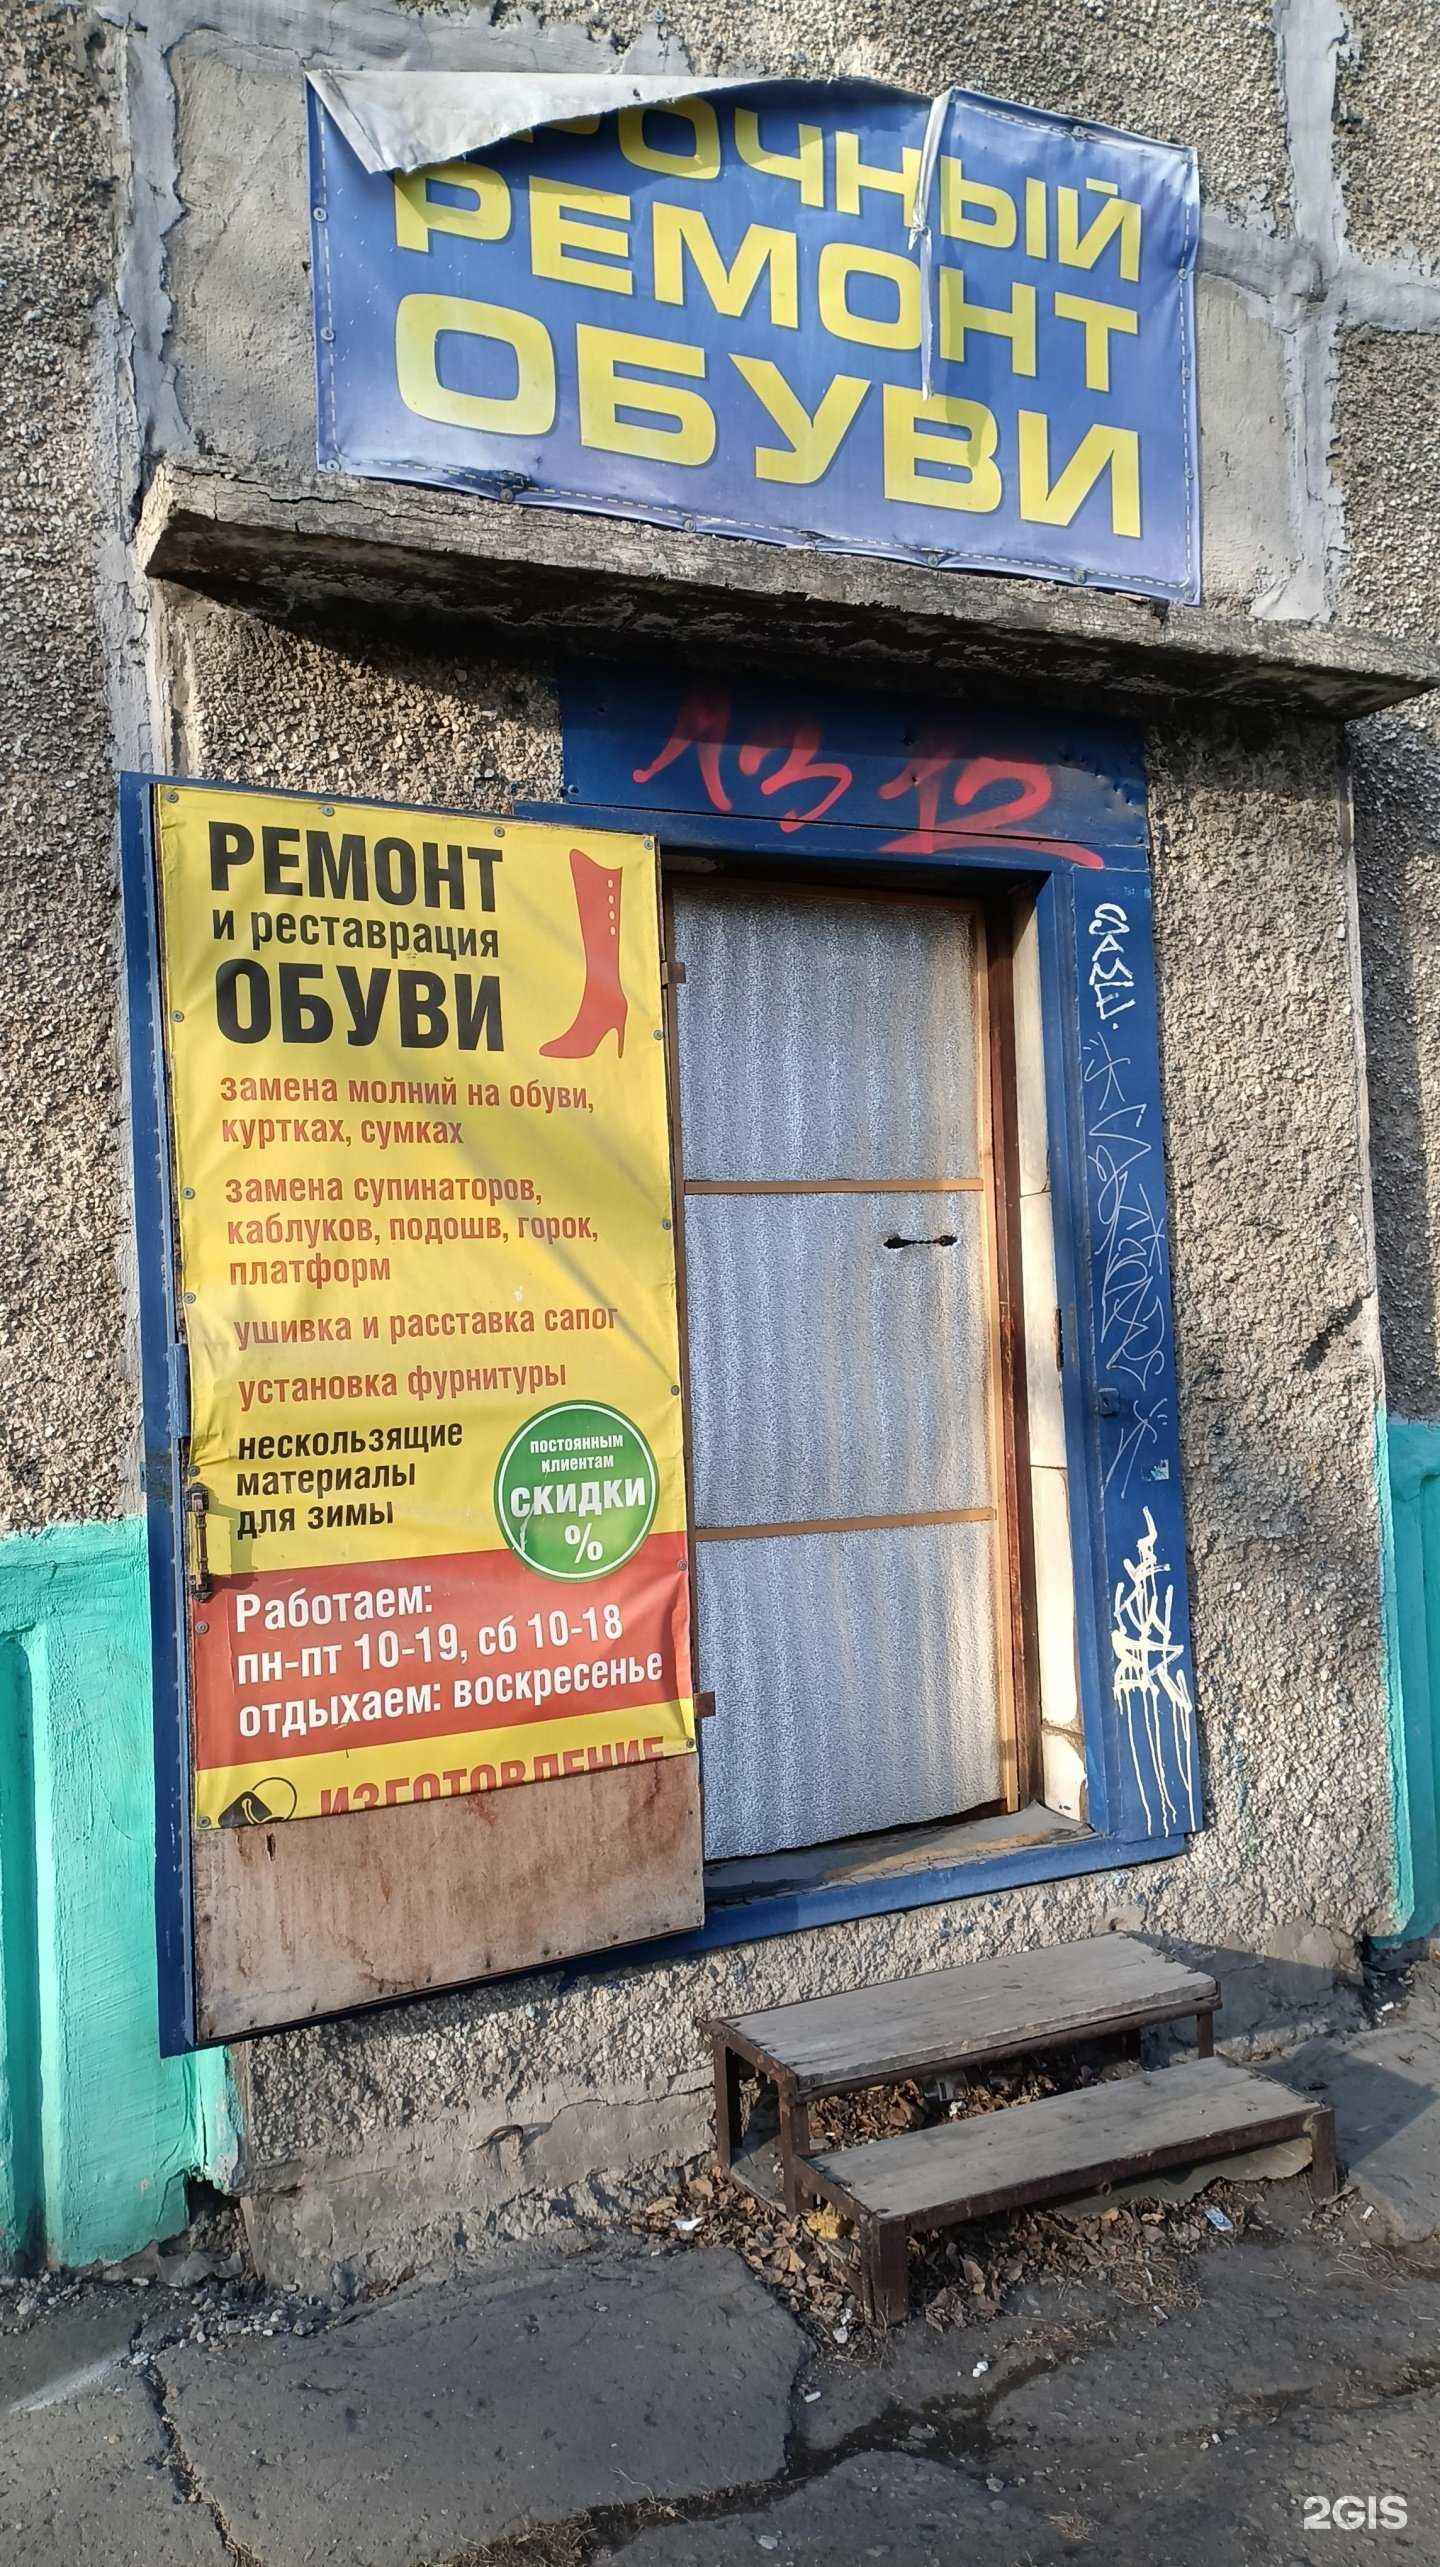 РОЧНЫЙ
РЕМОНТ
ОБУВИ
РЕМОНТ
и реставрация
ОБУВИ
замена молний на обуви,
куртках, сумках
замена супинаторов,
каблуков, подошв, горок,
платформ
ушивка и расставка сапог
установка фурнитуры
нескользящие
материалы
для зимы
постоянным
клиентам
СКИДКИ
%
Работаем:
пн-пт 10-19, сб 10-18
отдыхаем: воскресенье
ИЗГОТОВЛЕНИЕ
2GIS